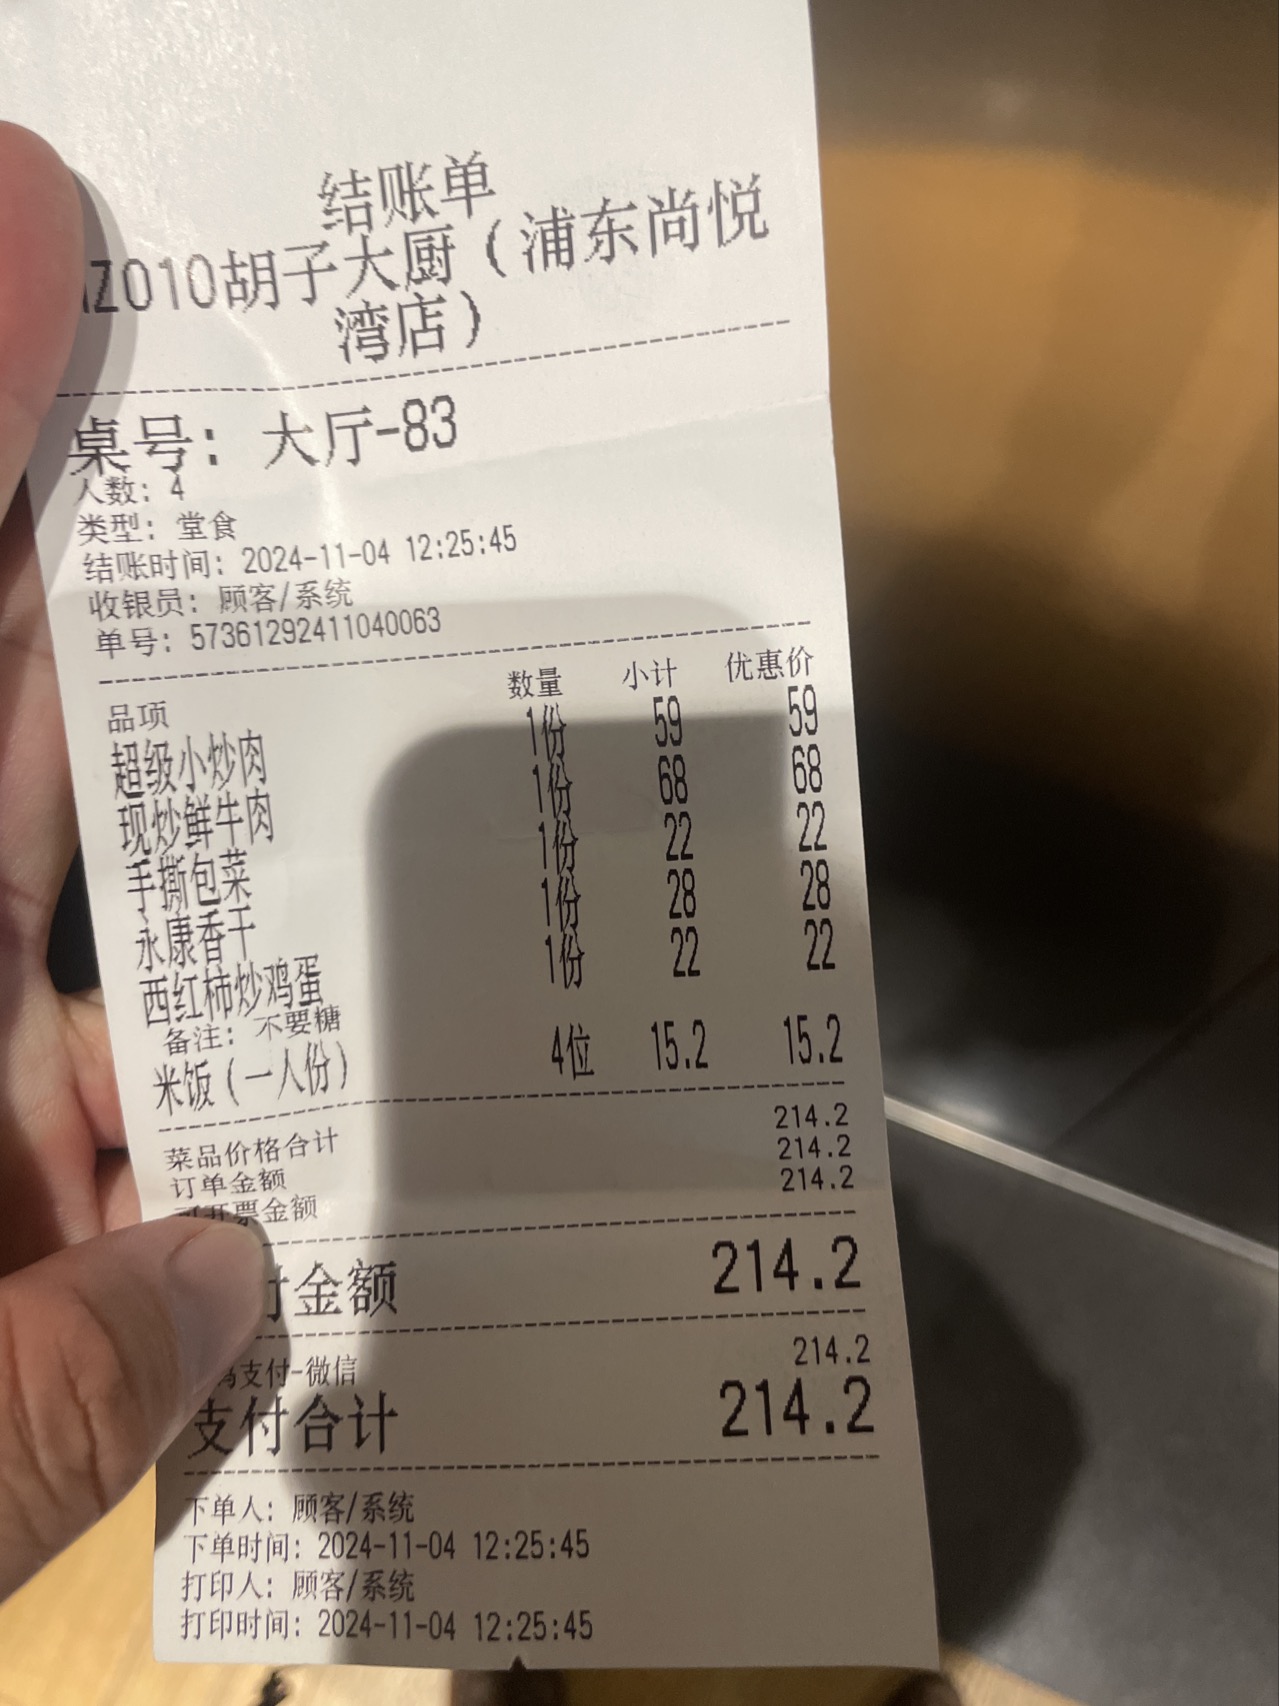 结账单
Z010胡子大厨（浦东尚悦
湾店）
桌号：大厅-83
人数：4
类型：堂食
结账时间：2024-11-04 12:25:45
收银员：顾客/系统
单号：57361292411040063
品项 数量 小计 优惠价
超级小炒肉 1份 59 59
现炒鲜牛肉 1份 68 68
手撕包菜 1份 22 22
永康香干 1份 28 28
西红柿炒鸡蛋 1份 22 22
备注：不要糖
米饭（一人份） 4位 15.2 15.2
菜品价格合计 214.2
订单金额 214.2
可开票金额 214.2
付金额 214.2
码支付-微信 214.2
支付合计 214.2
下单人：顾客/系统
下单时间：2024-11-04 12:25:45
打印人：顾客/系统
打印时间：2024-11-04 12:25:45